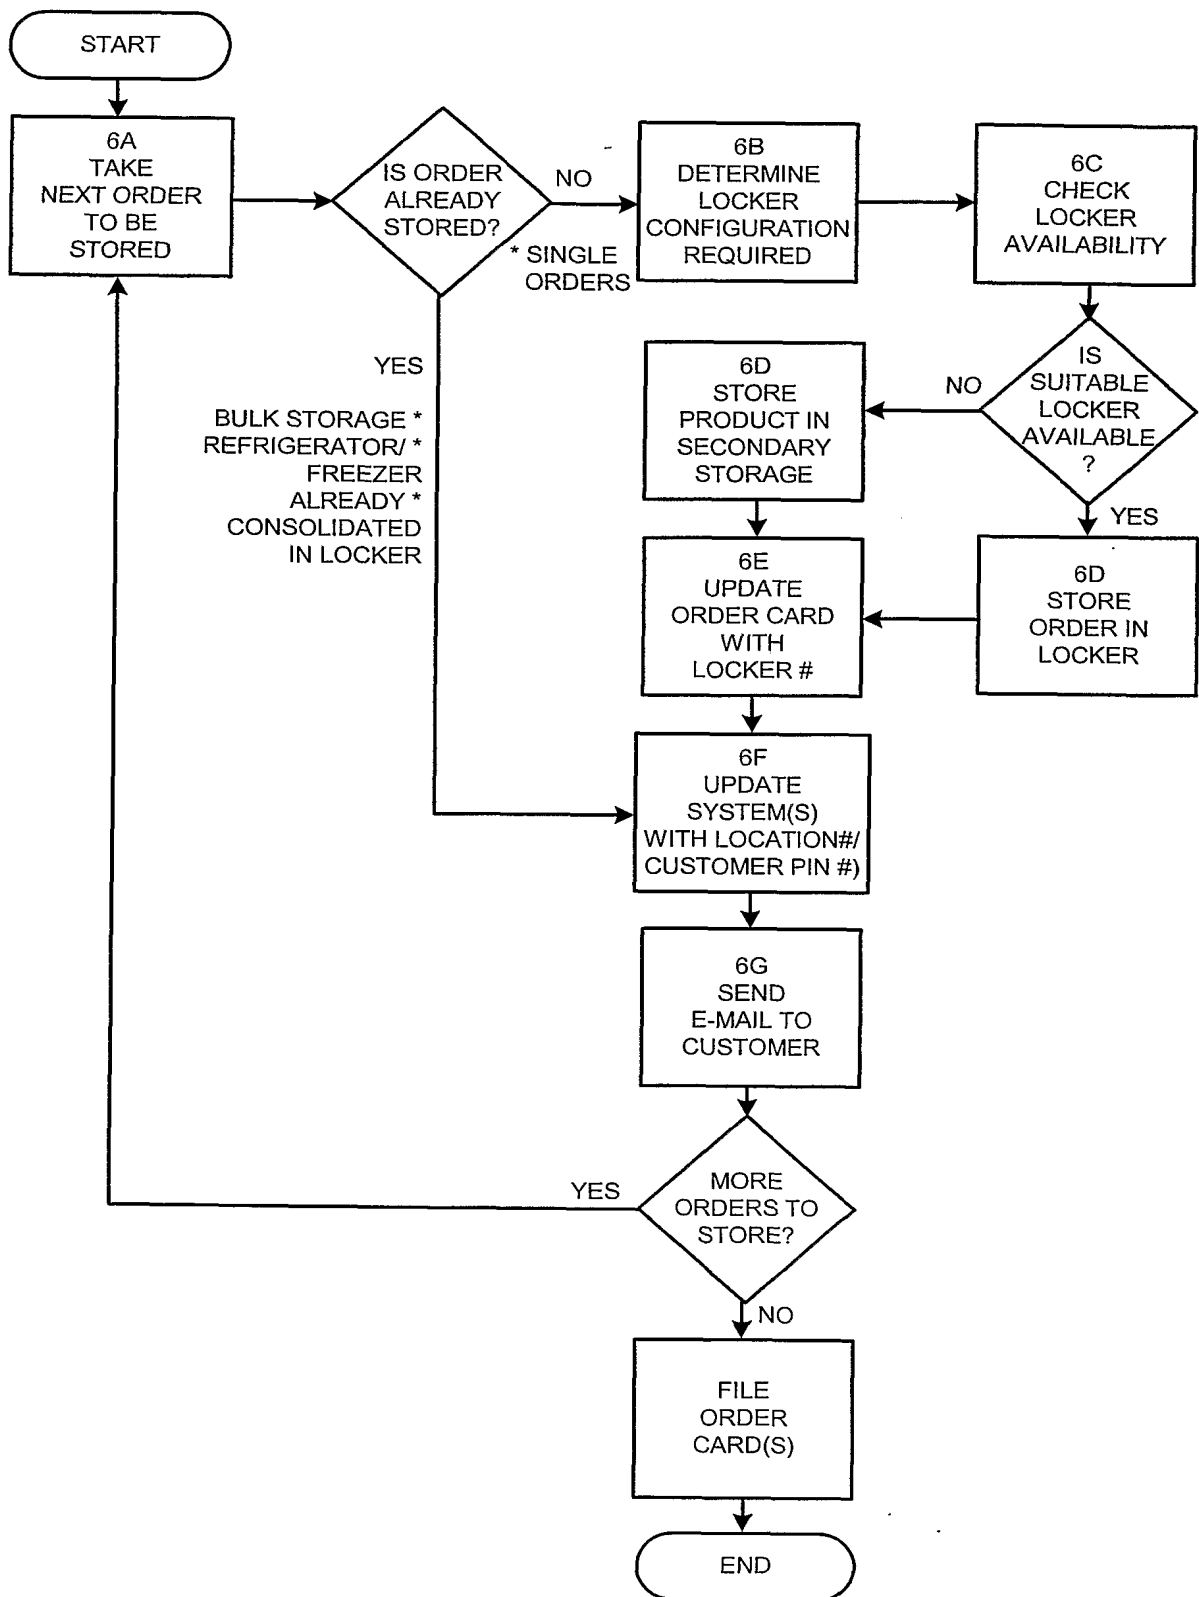 START
6A
TAKE
NEXT ORDER
TO BE
STORED
IS ORDER
ALREADY
STORED?
NO
* SINGLE
ORDERS
6B
DETERMINE
LOCKER
CONFIGURATION
REQUIRED
6C
CHECK
LOCKER
AVAILABILITY
IS
SUITABLE
LOCKER
AVAILABLE
?
NO
YES
6D
STORE
PRODUCT IN
SECONDARY
STORAGE
6D
STORE
ORDER IN
LOCKER
YES
BULK STORAGE *
REFRIGERATOR/ *
FREEZER
ALREADY *
CONSOLIDATED
IN LOCKER
6E
UPDATE
ORDER CARD
WITH
LOCKER #
6F
UPDATE
SYSTEM(S)
WITH LOCATION#/
CUSTOMER PIN #)
6G
SEND
E-MAIL TO
CUSTOMER
MORE
ORDERS TO
STORE?
YES
NO
FILE
ORDER
CARD(S)
END